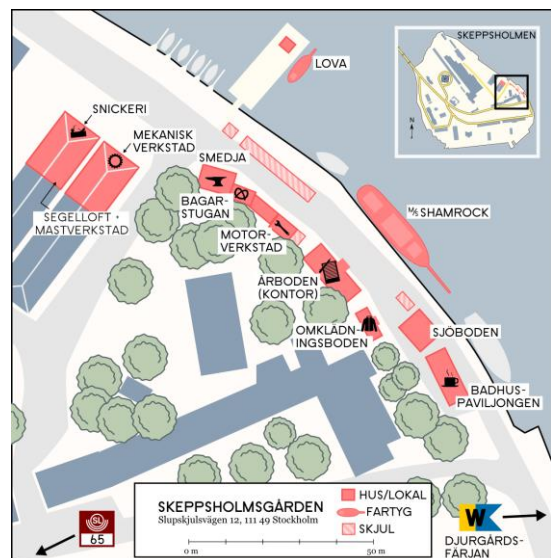 SKEPPSHOLMEN
N
LOVA
SNICKERI
MEKANISK
VERKSTAD
SMEDJA
BAGAR-
STUGAN
SEGELLOFT +
MASTVERKSTAD
MOTOR-
VERKSTAD
M/S SHAMROCK
ÅRBODEN
(KONTOR)
OMKLÄDN-
INGSBODEN
SJÖBODEN
BADHUS-
PAVILJONGEN
SKEPPSHOLMSGÅRDEN
Slupskjulsvägen 12, 111 49 Stockholm
0 m 50 m
HUS/LOKAL
FARTYG
SKJUL
SL
65
W
DJURGÅRDS-
FÄRJAN